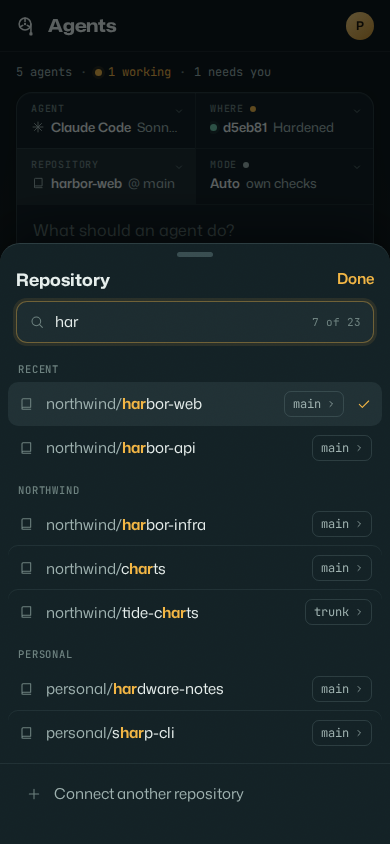 Agents
P
5 agents · 1 working · 1 needs you
AGENT
Claude Code Sonn...
WHERE
d5eb81 Hardened
REPOSITORY
harbor-web @ main
MODE
Auto own checks
What should an agent do?
Repository
Done
har
7 of 23
RECENT
northwind/harbor-web
main
northwind/harbor-api
main
NORTHWIND
northwind/harbor-infra
main
northwind/charts
main
northwind/tide-charts
trunk
PERSONAL
personal/hardware-notes
main
personal/sharp-cli
main
Connect another repository